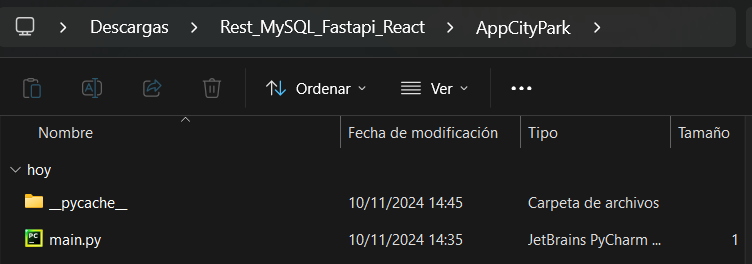 Descargas > Rest_MySQL_Fastapi_React > AppCityPark >
Ordenar Ver ...
Nombre Fecha de modificación Tipo Tamaño
hoy
__pycache__ 10/11/2024 14:45 Carpeta de archivos
PC main.py 10/11/2024 14:35 JetBrains PyCharm ... 1